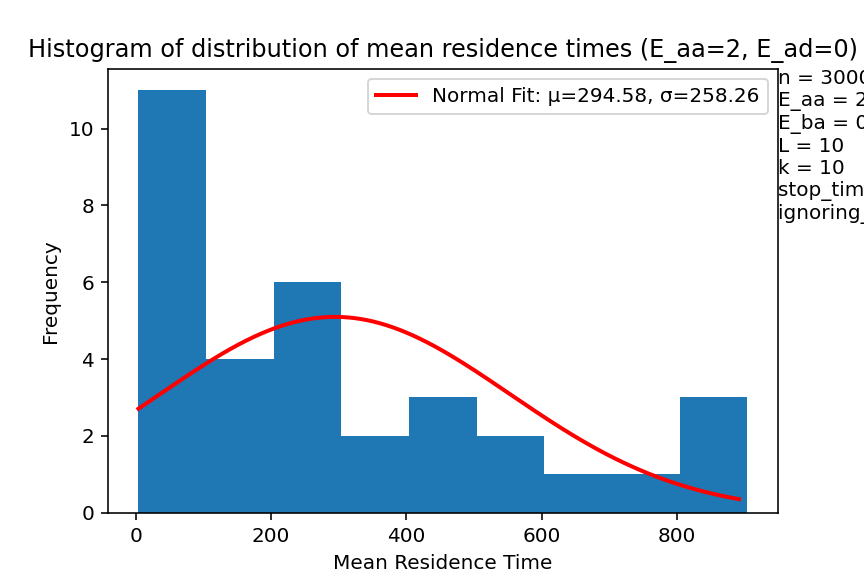 Histogram of distribution of mean residence times (E_aa=2, E_ad=0)
Normal Fit: μ=294.58, σ=258.26
n = 3000
E_aa = 2
E_ba = 0
L = 10
k = 10
stop_tim
ignoring_
Frequency
10
8
6
4
2
0
0 200 400 600 800
Mean Residence Time